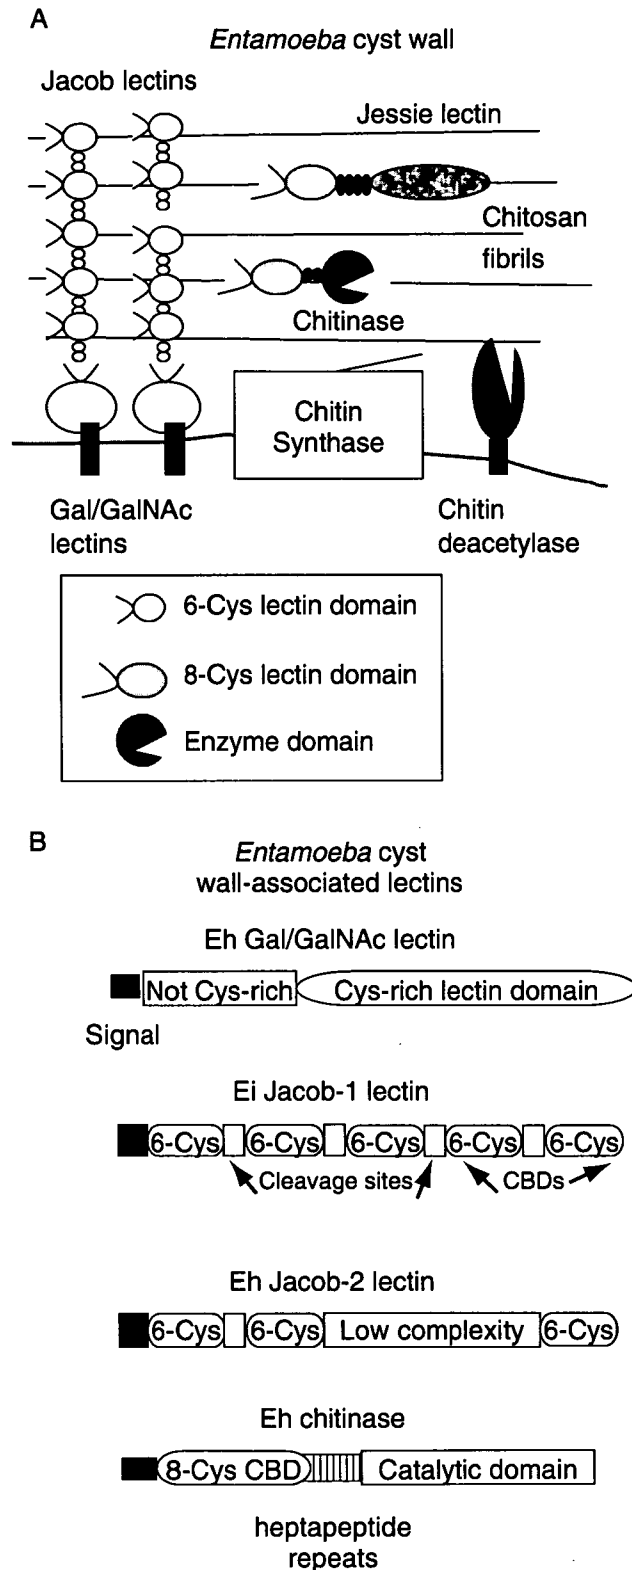 A
Entamoeba cyst wall
Jacob lectins
Jessie lectin
Chitosan
fibrils
Chitinase
Chitin
Synthase
Gal/GalNAc
lectins
Chitin
deacetylase
6-Cys lectin domain
8-Cys lectin domain
Enzyme domain
B
Entamoeba cyst
wall-associated lectins
Eh Gal/GalNAc lectin
Not Cys-rich Cys-rich lectin domain
Signal
Ei Jacob-1 lectin
6-Cys 6-Cys 6-Cys 6-Cys 6-Cys
Cleavage sites CBDs
Eh Jacob-2 lectin
6-Cys 6-Cys Low complexity 6-Cys
Eh chitinase
8-Cys CBD Catalytic domain
heptapeptide
repeats